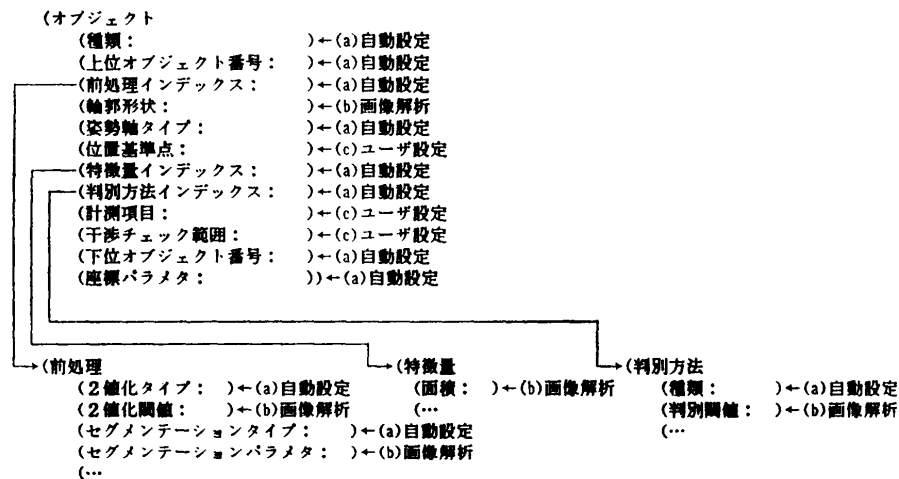 (オブジェクト
(種類： )←(a)自動設定
(上位オブジェクト番号： )←(a)自動設定
(前処理インデックス： )←(a)自動設定
(輪郭形状： )←(b)画像解析
(姿勢軸タイプ： )←(a)自動設定
(位置基準点： )←(c)ユーザ設定
(特徴量インデックス： )←(a)自動設定
(判別方法インデックス： )←(a)自動設定
(計測項目： )←(c)ユーザ設定
(干渉チェック範囲： )←(c)ユーザ設定
(下位オブジェクト番号： )←(a)自動設定
(座標パラメタ： ))←(a)自動設定
(前処理
(２値化タイプ： )←(a)自動設定
(２値化閾値： )←(b)画像解析
(セグメンテーションタイプ： )←(a)自動設定
(セグメンテーションパラメタ： )←(b)画像解析
(…
(特徴量
(面積： )←(b)画像解析
(…
(判別方法
(種類： )←(a)自動設定
(判別閾値： )←(b)画像解析
(…